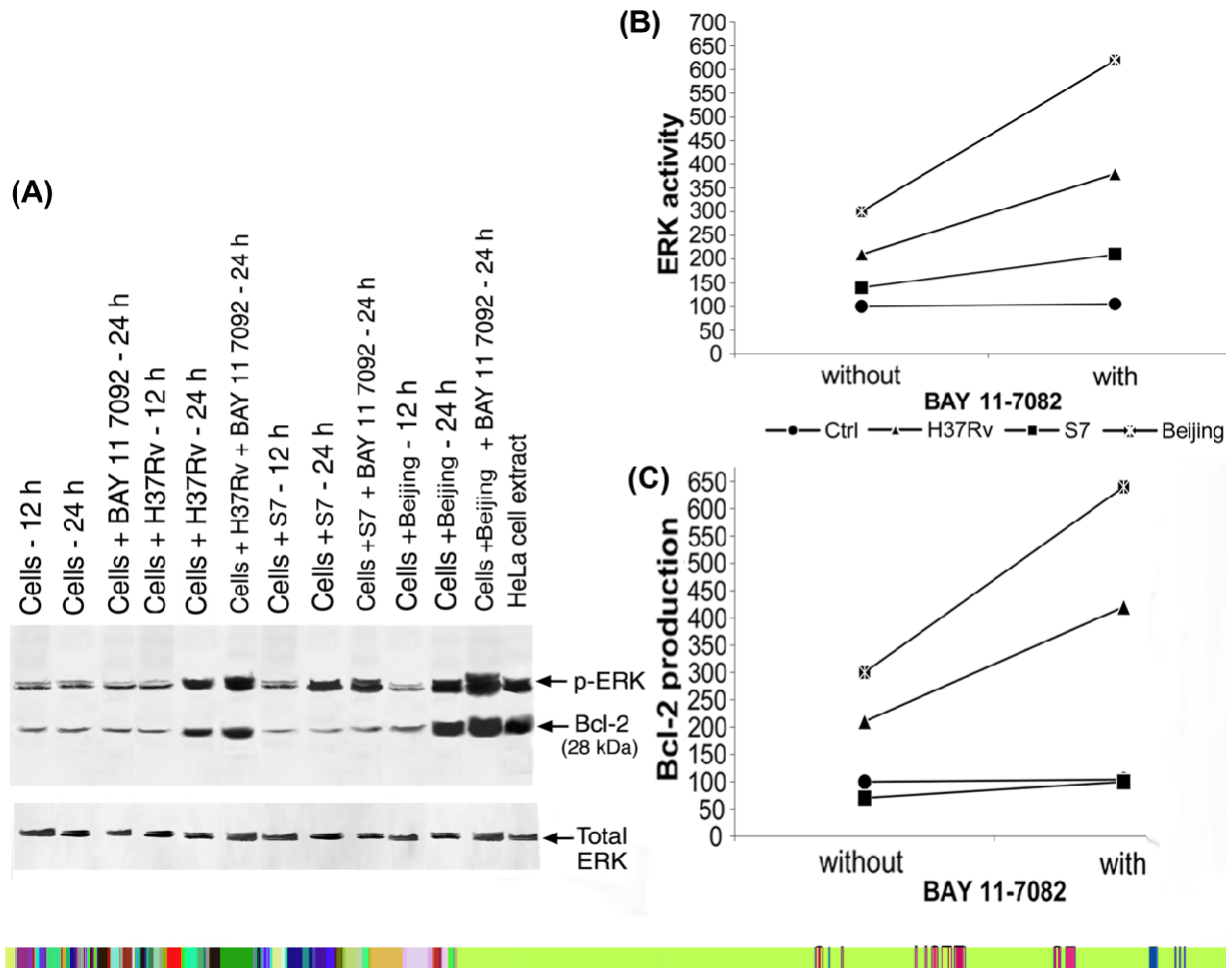 (A)
Cells - 12 h
Cells - 24 h
Cells + BAY 11 7092 - 24 h
Cells + H37Rv - 12 h
Cells + H37Rv - 24 h
Cells + H37Rv + BAY 11 7092 - 24 h
Cells + S7 - 12 h
Cells +S7 - 24 h
Cells +S7 + BAY 11 7092 - 24 h
Cells +Beijing - 12 h
Cells +Beijing - 24 h
Cells +Beijing + BAY 11 7092 - 24 h
HeLa cell extract
p-ERK
Bcl-2
(28 kDa)
Total
ERK
(B)
ERK activity
700
650
600
550
500
450
400
350
300
250
200
150
100
50
0
without with
BAY 11-7082
Ctrl H37Rv S7 Beijing
(C)
Bcl-2 production
650
600
550
500
450
400
350
300
250
200
150
100
50
0
without with
BAY 11-7082